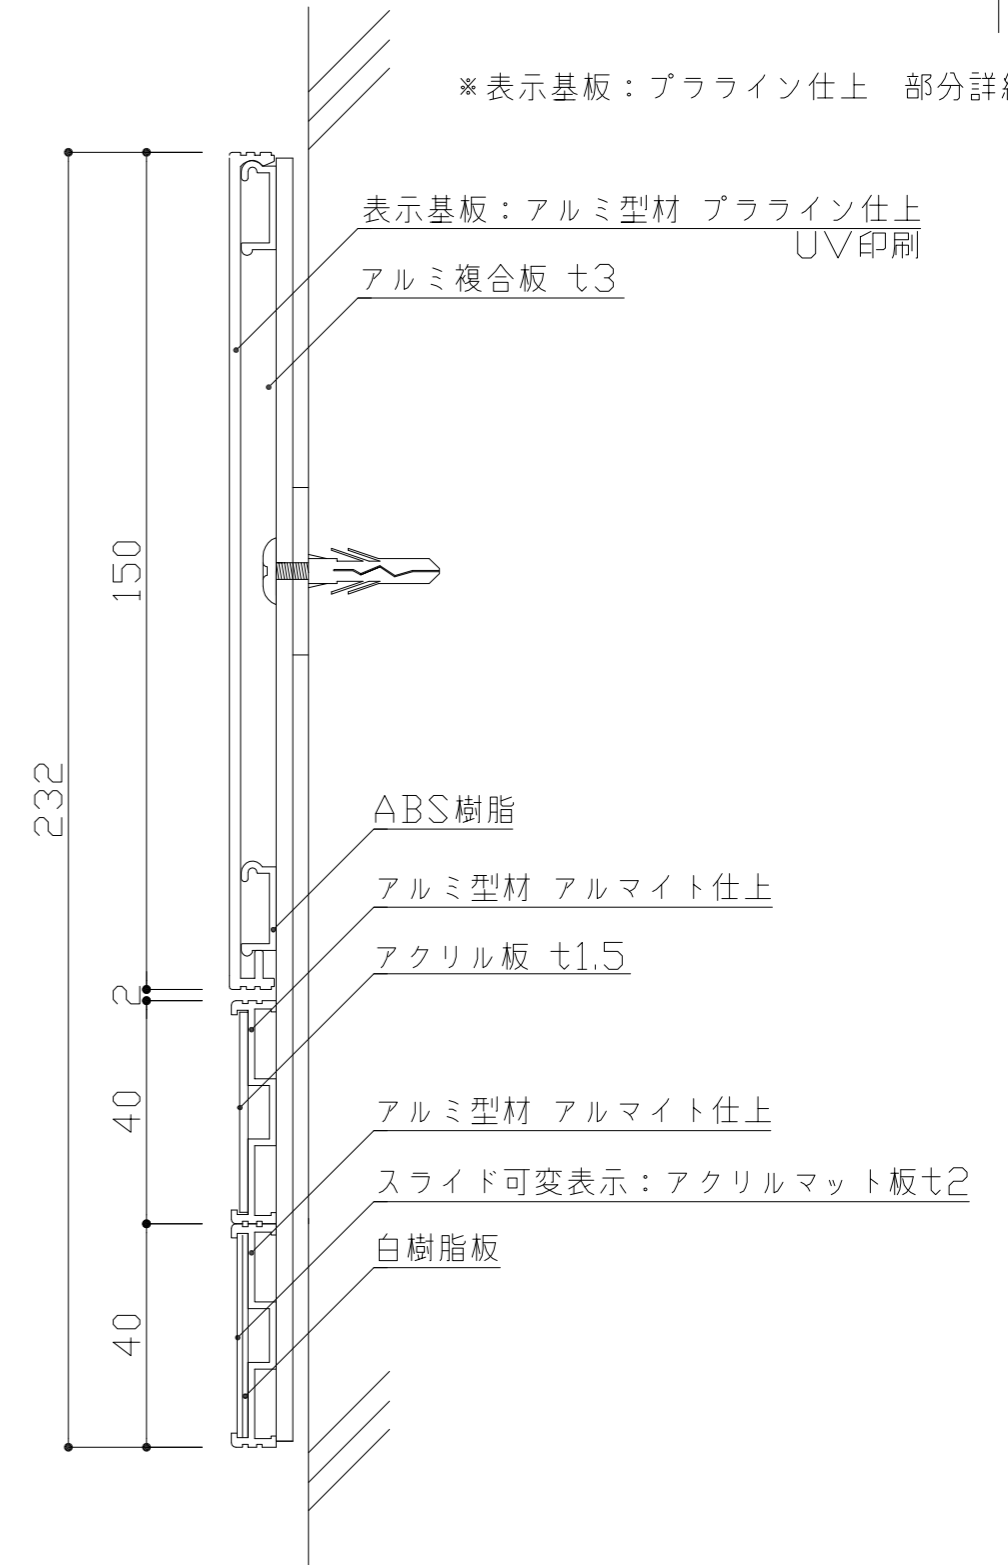 ※表示基板：プラライン仕上　部分詳
表示基板：アルミ型材 プラライン仕上
UV印刷
アルミ複合板 t3
150
232
ABS樹脂
アルミ型材 アルマイト仕上
アクリル板 t1.5
2
40
アルミ型材 アルマイト仕上
スライド可変表示：アクリルマット板t2
白樹脂板
40